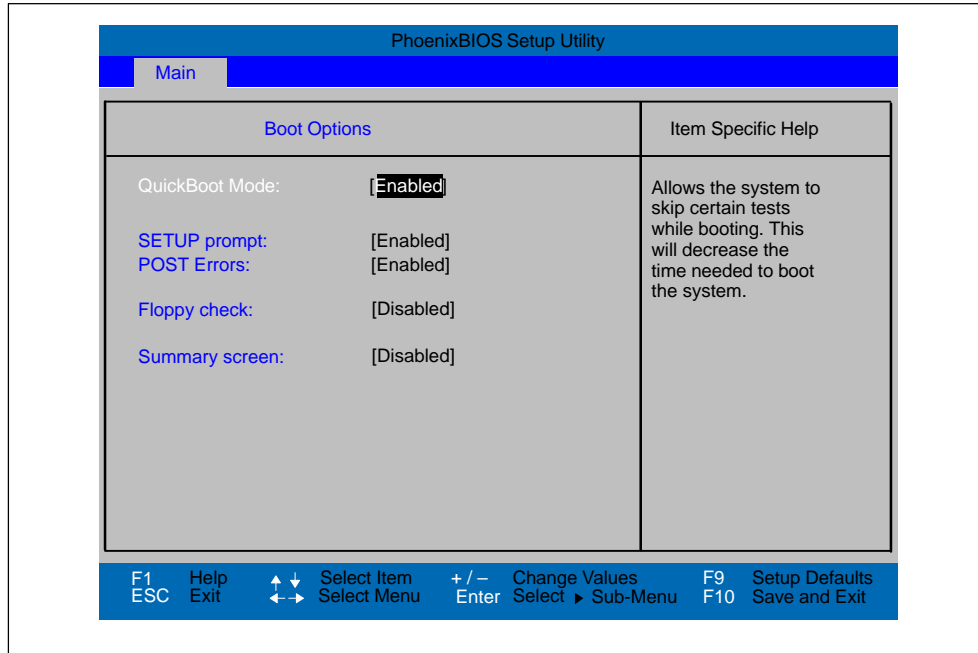 PhoenixBIOS Setup Utility
Main
Boot Options
Item Specific Help
QuickBoot Mode: [Enabled]
SETUP prompt: [Enabled]
POST Errors: [Enabled]
Floppy check: [Disabled]
Summary screen: [Disabled]
Allows the system to
skip certain tests
while booting. This
will decrease the
time needed to boot
the system.
F1 Help Select Item + / – Change Values F9 Setup Defaults
ESC Exit Select Menu Enter Select Sub-Menu F10 Save and Exit